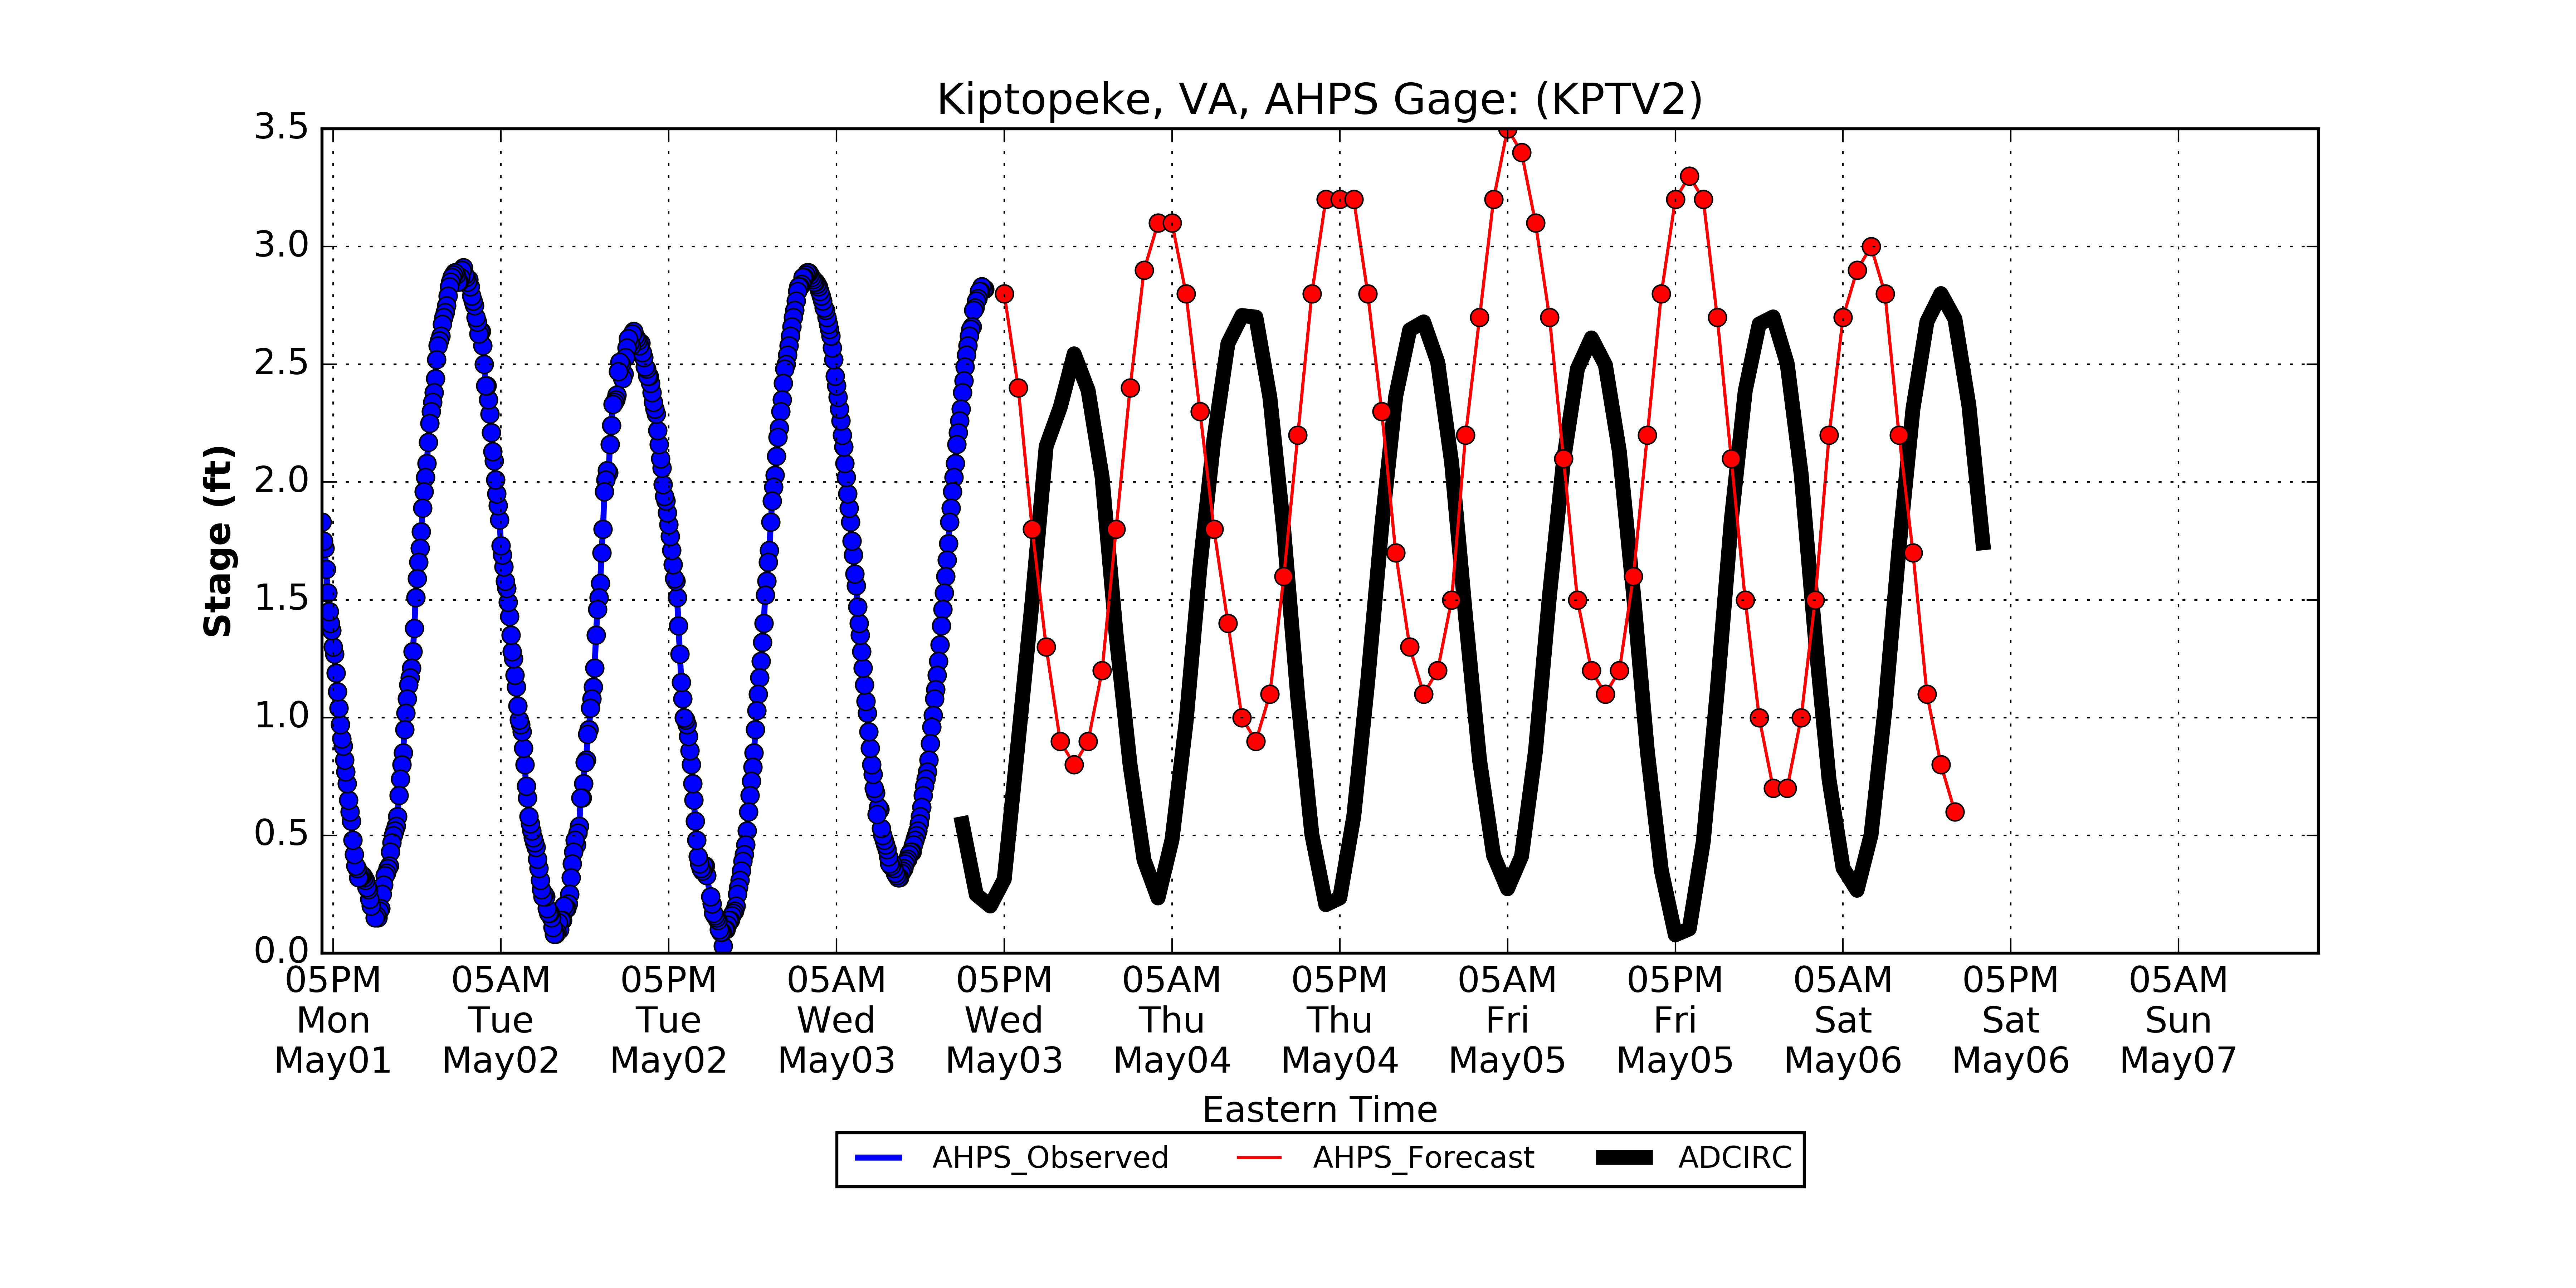 Kiptopeke, VA, AHPS Gage: (KPTV2)
3.5
3.0
2.5
2.0
1.5
1.0
0.5
0.0
Stage (ft)
05PM 05AM 05PM 05AM 05PM 05AM 05PM 05AM 05PM 05AM 05PM 05AM
Mon Tue Tue Wed Wed Thu Thu Fri Fri Sat Sat Sun
May01 May02 May02 May03 May03 May04 May04 May05 May05 May06 May06 May07
Eastern Time
AHPS_Observed AHPS_Forecast ADCIRC